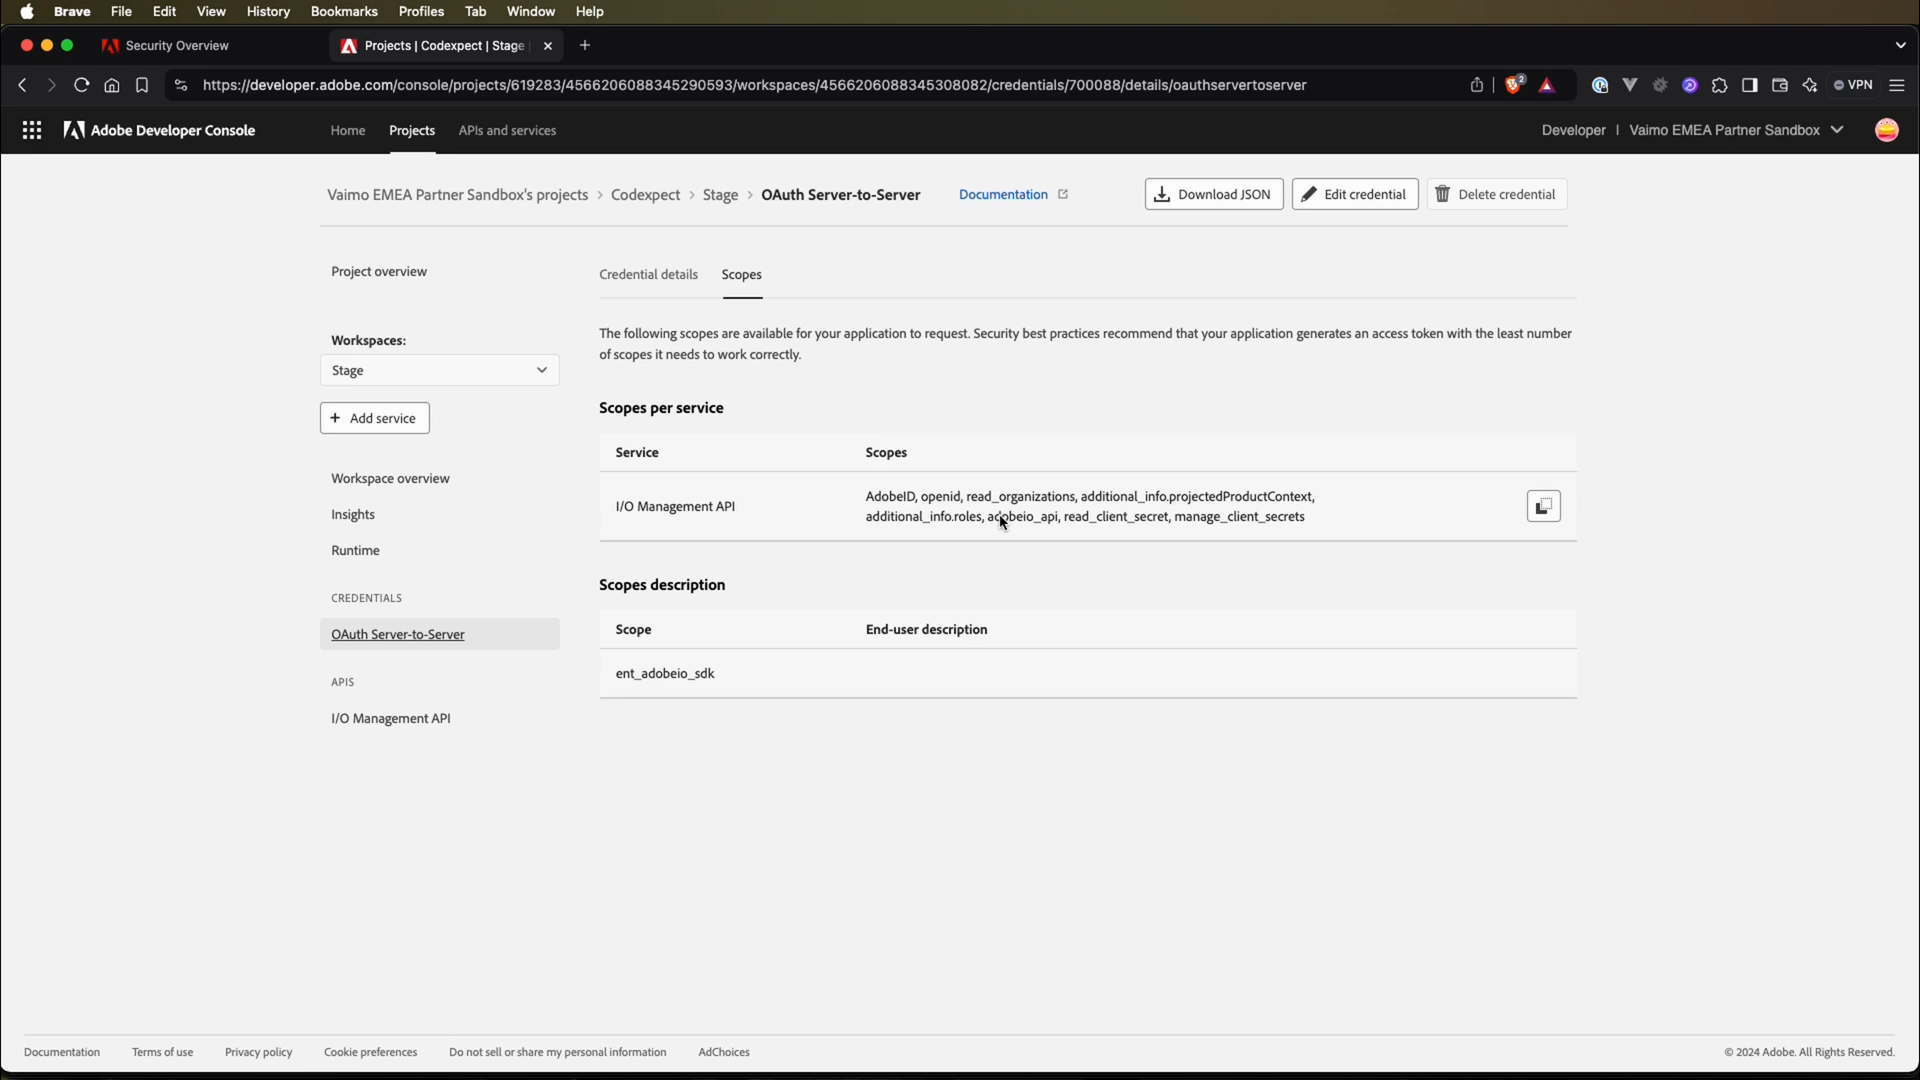 Brave File Edit View History Bookmarks Profiles Tab Window Help
Security Overview
Projects | Codexpect | Stage
https://developer.adobe.com/console/projects/619283/4566206088345290593/workspaces/4566206088345308082/credentials/700088/details/oauthservertoserver
2
VPN
Adobe Developer Console
Home Projects APIs and services
Developer | Vaimo EMEA Partner Sandbox
Vaimo EMEA Partner Sandbox's projects > Codexpect > Stage > OAuth Server-to-Server
Documentation
Download JSON
Edit credential
Delete credential
Project overview
Workspaces:
Stage
+ Add service
Workspace overview
Insights
Runtime
CREDENTIALS
OAuth Server-to-Server
APIS
I/O Management API
Credential details Scopes
The following scopes are available for your application to request. Security best practices recommend that your application generates an access token with the least number
of scopes it needs to work correctly.
Scopes per service
Service Scopes
I/O Management API
AdobeID, openid, read_organizations, additional_info.projectedProductContext,
additional_info.roles, adobeio_api, read_client_secret, manage_client_secrets
Scopes description
Scope End-user description
ent_adobeio_sdk
Documentation Terms of use Privacy policy Cookie preferences Do not sell or share my personal information AdChoices
© 2024 Adobe. All Rights Reserved.